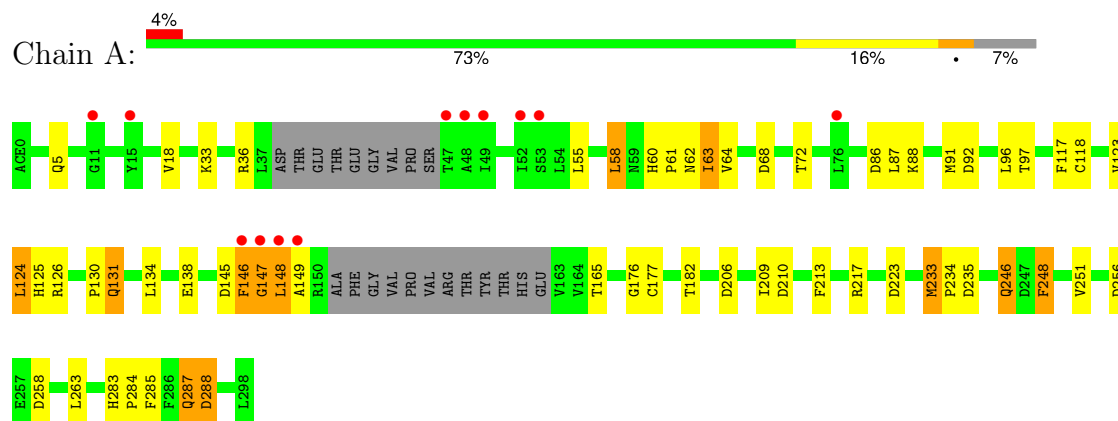 4%
Chain A:
73% 16% • 7%
ACE0 Q5 G11 Y15 V18 K33 R36 L37 ASP THR GLU THR GLU GLY VAL PRO SER T47 A48 I49 I52 S53 L54 L55 L58 N59 H60 P61 N62 I63 V64 D68 T72 L76 D86 L87 K88 M91 D92 L96 T97 F117 C118 V123
L124 H125 R126 P130 Q131 L134 E138 D145 F146 G147 L148 A149 R150 ALA PHE GLY VAL PRO VAL ARG THR TYR THR HIS GLU V163 V164 T165 G176 C177 T182 D206 I209 D210 F213 R217 D223 M233 P234 D235 Q246 D247 F248 V251
E257 D258 L263 H283 P284 F285 F286 Q287 D288 L298